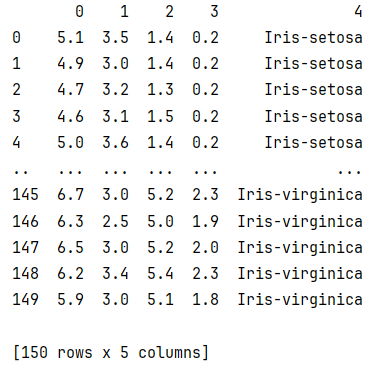 0 1 2 3 4
0 5.1 3.5 1.4 0.2 Iris-setosa
1 4.9 3.0 1.4 0.2 Iris-setosa
2 4.7 3.2 1.3 0.2 Iris-setosa
3 4.6 3.1 1.5 0.2 Iris-setosa
4 5.0 3.6 1.4 0.2 Iris-setosa
.. ... ... ... ... ...
145 6.7 3.0 5.2 2.3 Iris-virginica
146 6.3 2.5 5.0 1.9 Iris-virginica
147 6.5 3.0 5.2 2.0 Iris-virginica
148 6.2 3.4 5.4 2.3 Iris-virginica
149 5.9 3.0 5.1 1.8 Iris-virginica
[150 rows x 5 columns]